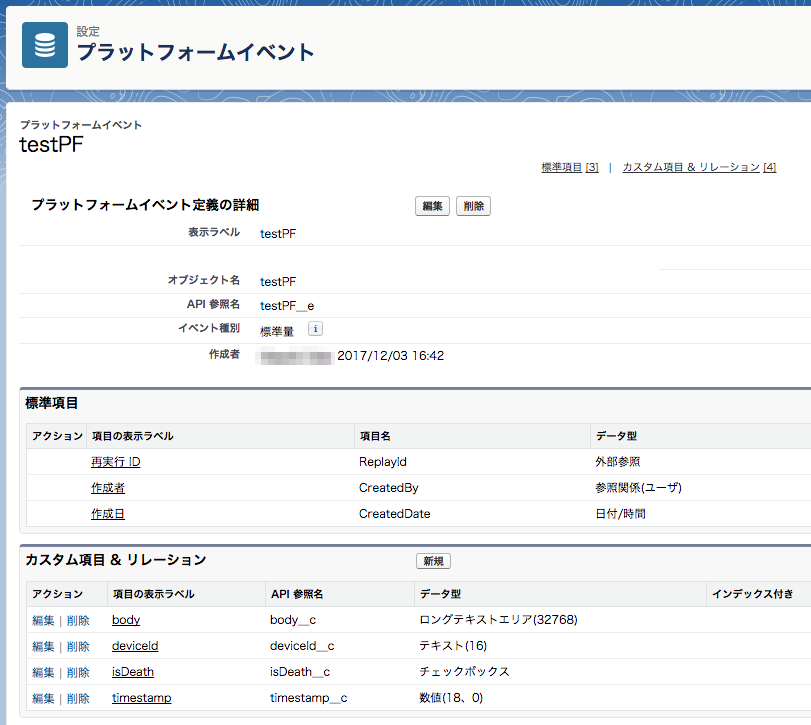 設定
プラットフォームイベント
プラットフォームイベント
testPF
標準項目 [3] | カスタム項目 & リレーション [4]
プラットフォームイベント定義の詳細 編集 削除
表示ラベル testPF
オブジェクト名 testPF
API 参照名 testPF__e
イベント種別 標準量 i
作成者 2017/12/03 16:42
標準項目
アクション 項目の表示ラベル 項目名 データ型
再実行 ID ReplayId 外部参照
作成者 CreatedBy 参照関係(ユーザ)
作成日 CreatedDate 日付/時間
カスタム項目 & リレーション 新規
アクション 項目の表示ラベル API 参照名 データ型 インデックス付き
編集 | 削除 body body__c ロングテキストエリア(32768)
編集 | 削除 deviceId deviceId__c テキスト(16)
編集 | 削除 isDeath isDeath__c チェックボックス
編集 | 削除 timestamp timestamp__c 数値(18、0)